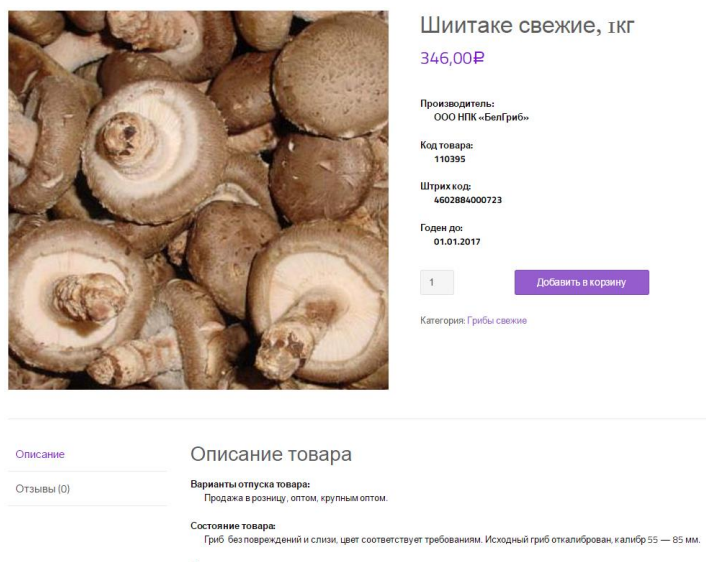 Шиитаке свежие, 1кг
346,00₽
Производитель:
ООО НПК «БелГриб»
Код товара:
110395
Штрих код:
4602884000723
Годен до:
01.01.2017
1
Добавить в корзину
Категория: Грибы свежие
Описание
Отзывы (0)
Описание товара
Варианты отпуска товара:
Продажа в розницу, оптом, крупным оптом.
Состояние товара:
Гриб без повреждений и слизи, цвет соответствует требованиям. Исходный гриб откалиброван, калибр 55 — 85 мм.